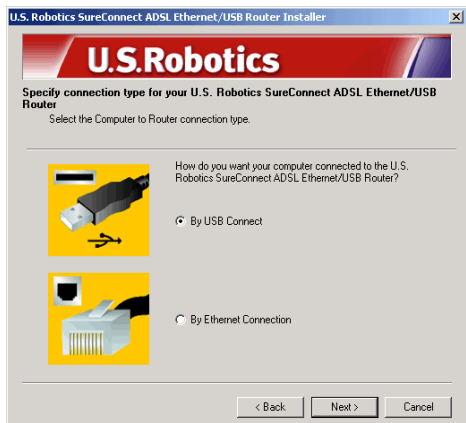 U.S. Robotics SureConnect ADSL Ethernet/USB Router Installer
U.S.Robotics
Specify connection type for your U.S. Robotics SureConnect ADSL Ethernet/USB
Router
Select the Computer to Router connection type.
How do you want your computer connected to the U.S.
Robotics SureConnect ADSL Ethernet/USB Router?
By USB Connect
By Ethernet Connection
< Back
Next >
Cancel